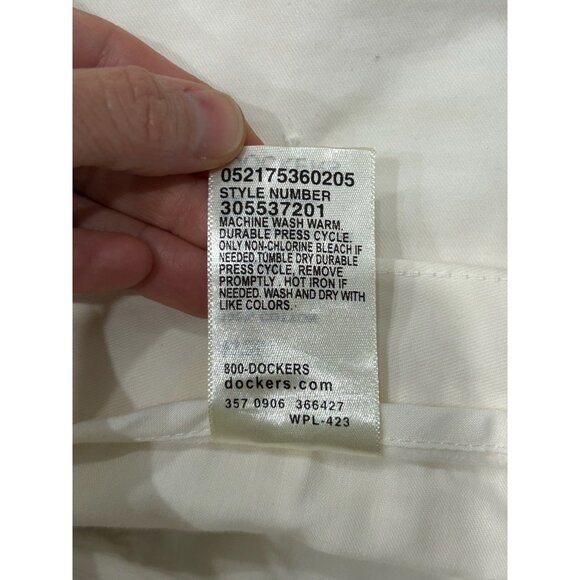 052175360205
STYLE NUMBER
305537201
MACHINE WASH WARM,
DURABLE PRESS CYCLE.
ONLY NON-CHLORINE BLEACH IF
NEEDED.TUMBLE DRY DURABLE
PRESS CYCLE, REMOVE
PROMPTLY . HOT IRON IF
NEEDED. WASH AND DRY WITH
LIKE COLORS.
800-DOCKERS
dockers.com
357 0906 366427
WPL-423